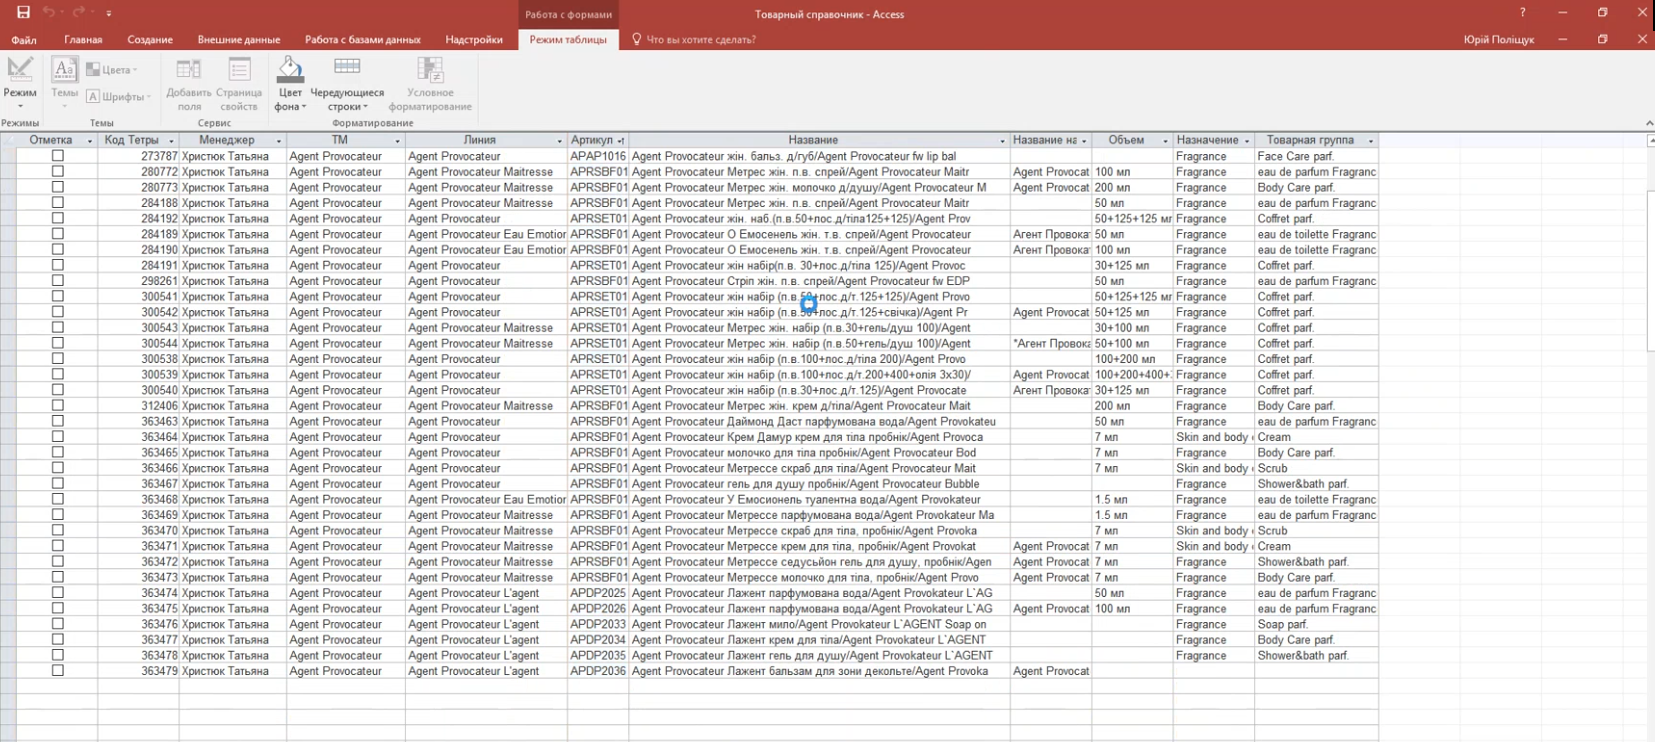 Работа с формами
Товарный справочник - Access
?
Файл Главная Создание Внешние данные Работа с базами данных Надстройки Режим таблицы Что вы хотите сделать? Юрій Поліщук
Режим Темы Цвета Шрифты Добавить поля Страница свойств Цвет фона Чередующиеся строки Условное форматирование
Режимы Темы Сервис Форматирование
Отметка Код Тетры Менеджер ТМ Линия Артикул Название Название на Объем Назначение Товарная группа
273787 Христюк Татьяна Agent Provocateur Agent Provocateur APAP1016 Agent Provocateur жін. бальз. д/губ/Agent Provocateur fw lip bal Fragrance Face Care parf.
280772 Христюк Татьяна Agent Provocateur Agent Provocateur Maitresse APRSBF01 Agent Provocateur Метрес жін. п.в. спрей/Agent Provocateur Maitr Agent Provocat 100 мл Fragrance eau de parfum Fragranc
280773 Христюк Татьяна Agent Provocateur Agent Provocateur Maitresse APRSBF01 Agent Provocateur Метрес жін. молочко д/душу/Agent Provocateur M Agent Provocat 200 мл Fragrance Body Care parf.
284188 Христюк Татьяна Agent Provocateur Agent Provocateur Maitresse APRSBF01 Agent Provocateur Метрес жін. п.в. спрей/Agent Provocateur Maitr 50 мл Fragrance eau de parfum Fragranc
284192 Христюк Татьяна Agent Provocateur Agent Provocateur APRSET01 Agent Provocateur жін. наб.(п.в.50+лос.д/тіла125+125)/Agent Prov 50+125+125 мг Fragrance Coffret parf.
284189 Христюк Татьяна Agent Provocateur Agent Provocateur Eau Emotior APRSBF01 Agent Provocateur О Емосенель жін. т.в. спрей/Agent Provocateur Агент Провока 50 мл Fragrance eau de toilette Fragranc
284190 Христюк Татьяна Agent Provocateur Agent Provocateur Eau Emotior APRSBF01 Agent Provocateur О Емосенель жін. т.в. спрей/Agent Provocateur Агент Провока 100 мл Fragrance eau de toilette Fragranc
284191 Христюк Татьяна Agent Provocateur Agent Provocateur APRSET01 Agent Provocateur жін набір(п.в. 30+лос.д/тіла 125)/Agent Provoc 30+125 мл Fragrance Coffret parf.
298261 Христюк Татьяна Agent Provocateur Agent Provocateur APRSBF01 Agent Provocateur Стріп жін. п.в. спрей/Agent Provocateur fw EDP 50 мл Fragrance eau de parfum Fragranc
300541 Христюк Татьяна Agent Provocateur Agent Provocateur APRSET01 Agent Provocateur жін набір (п.в.50+лос.д/т.125+125)/Agent Provo 50+125+125 мг Fragrance Coffret parf.
300542 Христюк Татьяна Agent Provocateur Agent Provocateur APRSET01 Agent Provocateur жін набір (п.в.50+лос.д/т.125+свічка)/Agent Pr Agent Provocat 50+125 мл Fragrance Coffret parf.
300543 Христюк Татьяна Agent Provocateur Agent Provocateur Maitresse APRSET01 Agent Provocateur Метрес жін. набір (п.в.30+гель/душ 100)/Agent 30+100 мл Fragrance Coffret parf.
300544 Христюк Татьяна Agent Provocateur Agent Provocateur Maitresse APRSET01 Agent Provocateur Метрес жін. набір (п.в.50+гель/душ 100)/Agent *Агент Провока 50+100 мл Fragrance Coffret parf.
300538 Христюк Татьяна Agent Provocateur Agent Provocateur APRSET01 Agent Provocateur жін набір (п.в.100+лос.д/тіла 200)/Agent Provo 100+200 мл Fragrance Coffret parf.
300539 Христюк Татьяна Agent Provocateur Agent Provocateur APRSET01 Agent Provocateur жін набір (п.в.100+лос.д/т.200+400+олія 3х30)/ Agent Provocat 100+200+400+ Fragrance Coffret parf.
300540 Христюк Татьяна Agent Provocateur Agent Provocateur APRSET01 Agent Provocateur жін набір (п.в.30+лос.д/т.125)/Agent Provocate Агент Провока 30+125 мл Fragrance Coffret parf.
312406 Христюк Татьяна Agent Provocateur Agent Provocateur Maitresse APRSBF01 Agent Provocateur Метрес жін. крем д/тіла/Agent Provocateur Mait 200 мл Fragrance Body Care parf.
363463 Христюк Татьяна Agent Provocateur Agent Provocateur APRSBF01 Agent Provocateur Даймонд Даст парфумована вода/Agent Provokateu 50 мл Fragrance eau de parfum Fragranc
363464 Христюк Татьяна Agent Provocateur Agent Provocateur APRSBF01 Agent Provocateur Крем Дамур крем для тіла пробнік/Agent Provoca 7 мл Skin and body Cream
363465 Христюк Татьяна Agent Provocateur Agent Provocateur APRSBF01 Agent Provocateur молочко для тіла пробнік/Agent Provocateur Bod 7 мл Fragrance Body Care parf.
363466 Христюк Татьяна Agent Provocateur Agent Provocateur APRSBF01 Agent Provocateur Метрессе скраб для тіла/Agent Provocateur Mait 7 мл Skin and body Scrub
363467 Христюк Татьяна Agent Provocateur Agent Provocateur APRSBF01 Agent Provocateur гель для душу пробнік/Agent Provocateur Bubble Fragrance Shower&bath parf.
363468 Христюк Татьяна Agent Provocateur Agent Provocateur Eau Emotior APRSBF01 Agent Provocateur У Емосионель туалентна вода/Agent Provokateur 1.5 мл Fragrance eau de toilette Fragranc
363469 Христюк Татьяна Agent Provocateur Agent Provocateur Maitresse APRSBF01 Agent Provocateur Метрессе парфумована вода/Agent Provokateur Ma 1.5 мл Fragrance eau de parfum Fragranc
363470 Христюк Татьяна Agent Provocateur Agent Provocateur Maitresse APRSBF01 Agent Provocateur Метрессе скраб для тіла, пробнік/Agent Provoka 7 мл Skin and body Scrub
363471 Христюк Татьяна Agent Provocateur Agent Provocateur Maitresse APRSBF01 Agent Provocateur Метрессе крем для тіла, пробнік/Agent Provokat Agent Provocat 7 мл Skin and body Cream
363472 Христюк Татьяна Agent Provocateur Agent Provocateur Maitresse APRSBF01 Agent Provocateur Метрессе седусьйон гель для душу, пробнік/Agen Agent Provocat 7 мл Fragrance Shower&bath parf.
363473 Христюк Татьяна Agent Provocateur Agent Provocateur Maitresse APRSBF01 Agent Provocateur Метрессе молочко для тіла, пробнік/Agent Provo Agent Provocat 7 мл Fragrance Body Care parf.
363474 Христюк Татьяна Agent Provocateur Agent Provocateur L'agent APDP2025 Agent Provocateur Лажент парфумована вода/Agent Provokateur L`AG 50 мл Fragrance eau de parfum Fragranc
363475 Христюк Татьяна Agent Provocateur Agent Provocateur L'agent APDP2026 Agent Provocateur Лажент парфумована вода/Agent Provokateur L`AG Agent Provocat 100 мл Fragrance eau de parfum Fragranc
363476 Христюк Татьяна Agent Provocateur Agent Provocateur L'agent APDP2033 Agent Provocateur Лажент мило/Agent Provokateur L`AGENT Soap on Fragrance Soap parf.
363477 Христюк Татьяна Agent Provocateur Agent Provocateur L'agent APDP2034 Agent Provocateur Лажент крем для тіла/Agent Provokateur L`AGENT Fragrance Body Care parf.
363478 Христюк Татьяна Agent Provocateur Agent Provocateur L'agent APDP2035 Agent Provocateur Лажент гель для душу/Agent Provokateur L`AGENT Fragrance Shower&bath parf.
363479 Христюк Татьяна Agent Provocateur Agent Provocateur L'agent APDP2036 Agent Provocateur Лажент бальзам для зони декольте/Agent Provoka Agent Provocat